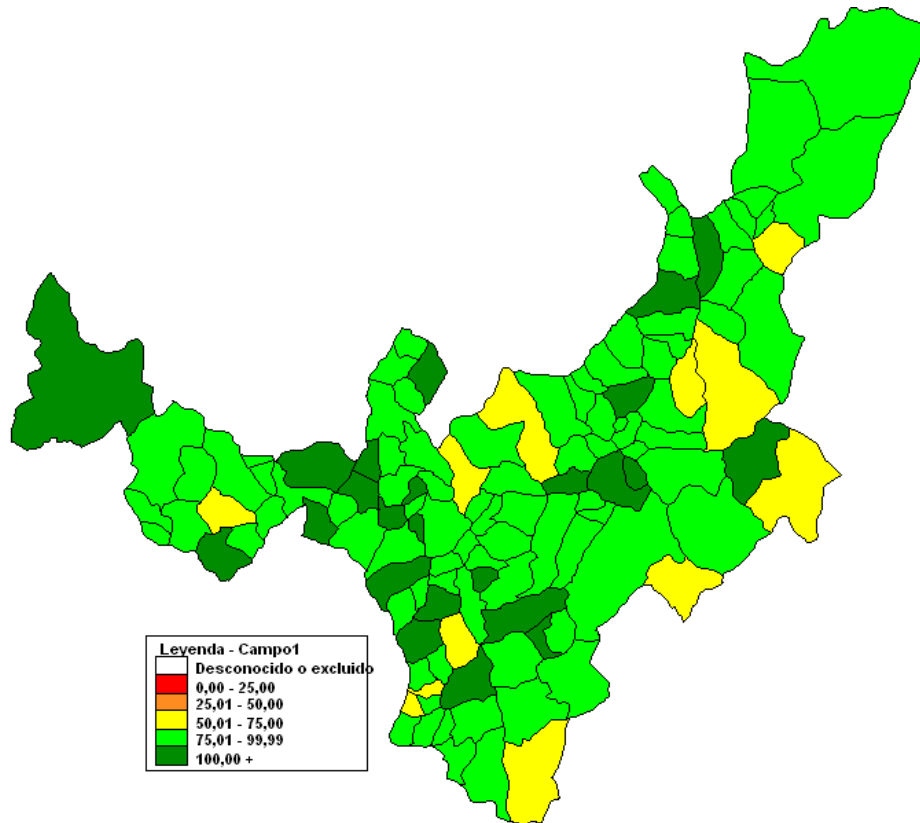 Leyenda - Campo1
Desconocido o excluido
0,00 - 25,00
25,01 - 50,00
50,01 - 75,00
75,01 - 99,99
100,00 +